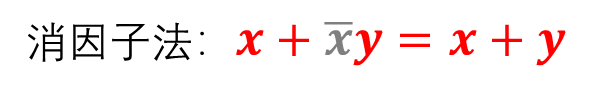 消因子法：x + x̅y = x + y